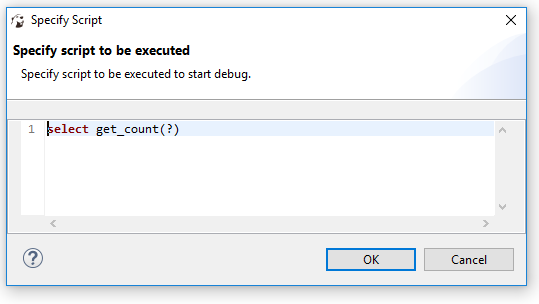 Specify Script
Specify script to be executed
Specify script to be executed to start debug.
1 select get_count(?)
?
OK Cancel